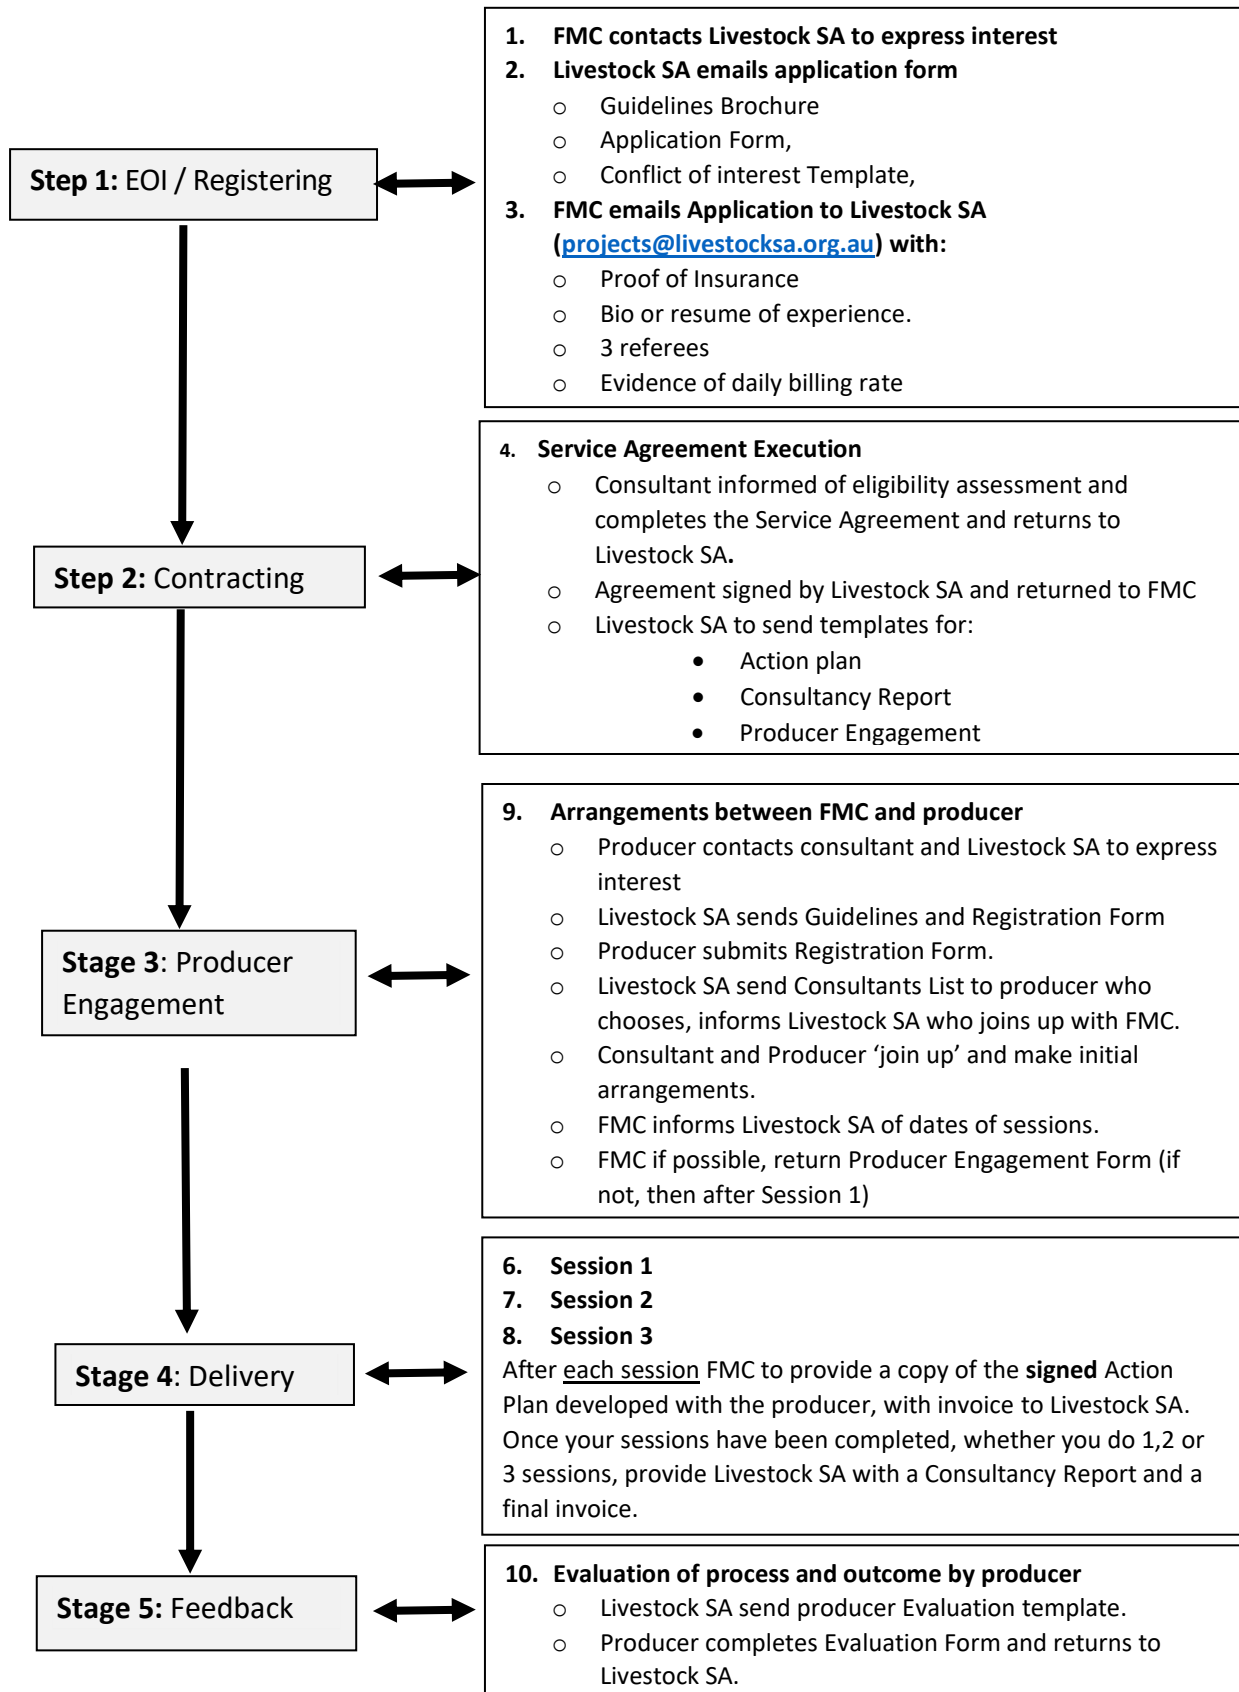 1. FMC contacts Livestock SA to express interest
2. Livestock SA emails application form
o Guidelines Brochure
o Application Form,
o Conflict of interest Template,
3. FMC emails Application to Livestock SA
(projects@livestocksa.org.au) with:
o Proof of Insurance
o Bio or resume of experience.
o 3 referees
o Evidence of daily billing rate
Step 1: EOI / Registering
4. Service Agreement Execution
o Consultant informed of eligibility assessment and
completes the Service Agreement and returns to
Livestock SA.
o Agreement signed by Livestock SA and returned to FMC
o Livestock SA to send templates for:
• Action plan
• Consultancy Report
• Producer Engagement
Step 2: Contracting
9. Arrangements between FMC and producer
o Producer contacts consultant and Livestock SA to express
interest
o Livestock SA sends Guidelines and Registration Form
o Producer submits Registration Form.
o Livestock SA send Consultants List to producer who
chooses, informs Livestock SA who joins up with FMC.
o Consultant and Producer ‘join up’ and make initial
arrangements.
o FMC informs Livestock SA of dates of sessions.
o FMC if possible, return Producer Engagement Form (if
not, then after Session 1)
Stage 3: Producer
Engagement
6. Session 1
7. Session 2
8. Session 3
After each session FMC to provide a copy of the signed Action
Plan developed with the producer, with invoice to Livestock SA.
Once your sessions have been completed, whether you do 1,2 or
3 sessions, provide Livestock SA with a Consultancy Report and a
final invoice.
Stage 4: Delivery
10. Evaluation of process and outcome by producer
o Livestock SA send producer Evaluation template.
o Producer completes Evaluation Form and returns to
Livestock SA.
Stage 5: Feedback